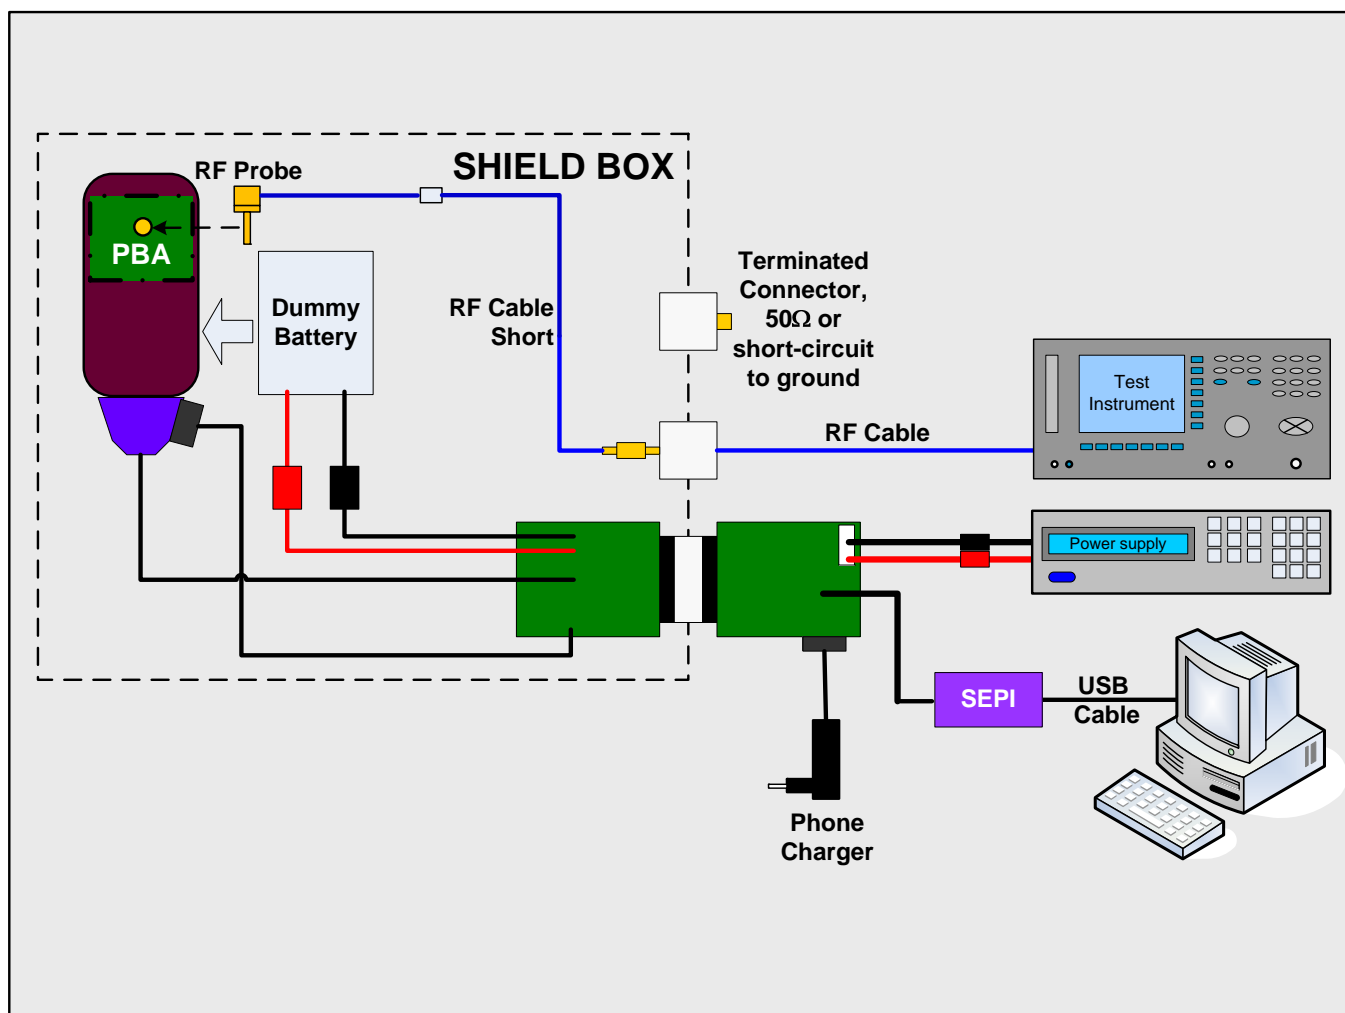 SHIELD BOX
RF Probe
PBA
Dummy
Battery
RF Cable
Short
Terminated
Connector,
50Ω or
short-circuit
to ground
Test
Instrument
RF Cable
Power supply
SEPI
USB
Cable
Phone
Charger